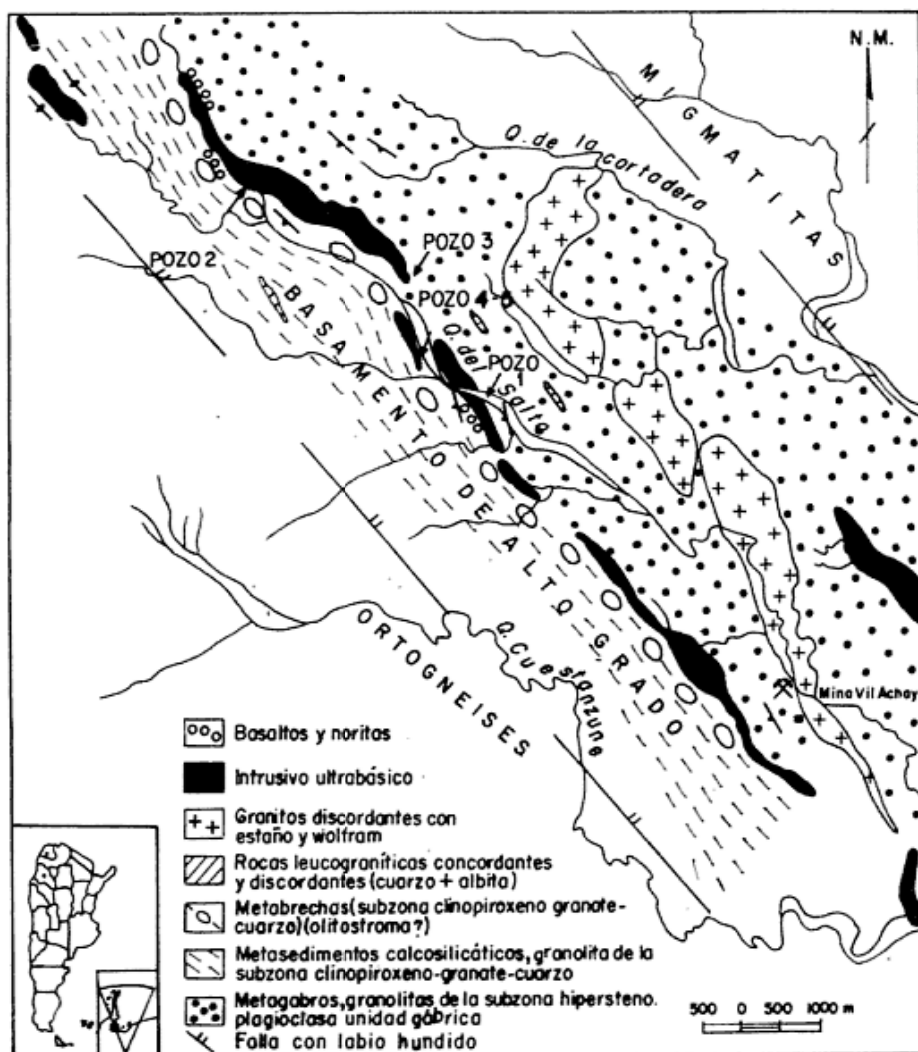 N.M.
MIGMATITAS
Q. de la cortadera
POZO 3
POZO 2
POZO 4-5
Q. del Salto
POZO 1
BASAMENTO DE ALTO GRADO
ORTOGNEISES
Q. Cuestanzune
Mina Vil Achay
Basaltos y noritas
Intrusivo ultrabásico
Granitos discordantes con
estaño y wolfram
Rocas leucograníticas concordantes
y discordantes (cuarzo + albita)
Metabrechas (subzona clinopiroxeno granate-
cuarzo) (olitostroma?)
Metasedimentos calcosilicáticos, granolita de la
subzona clinopiroxeno-granate-cuarzo
Metagabros, granolitas de la subzona hipersteno.
plagioclasa unidad gábrica
Falla con labio hundido
500 0 500 1000 m